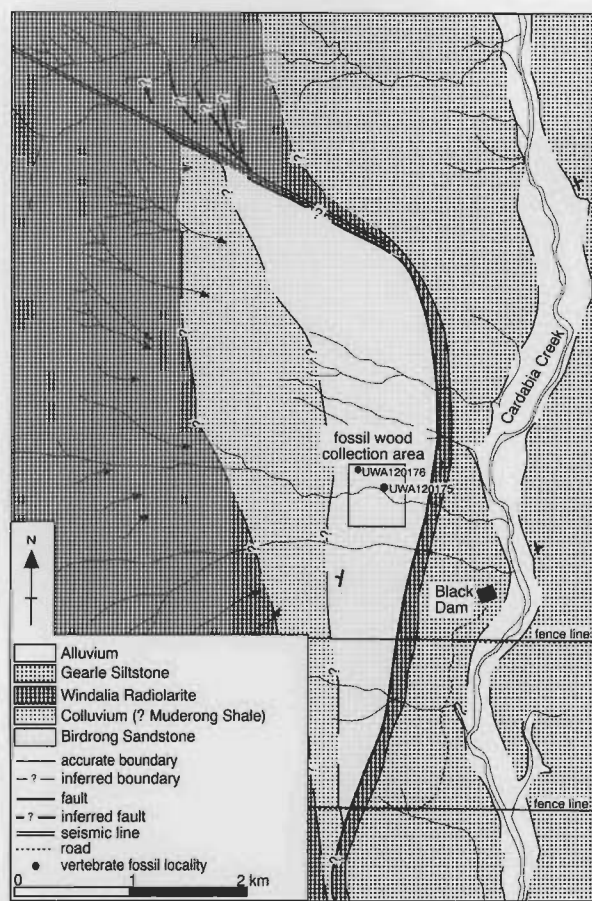 ?
?
?
?
?
?
?
?
?
?
?
?
Cardabia Creek
fossil wood
collection area
UWA120176
UWA120175
?
?
?
N
Black
Dam
fence line
Alluvium
Gearle Siltstone
Windalia Radiolarite
Colluvium (? Muderong Shale)
Birdrong Sandstone
accurate boundary
? inferred boundary
fault
? inferred fault
seismic line
road
vertebrate fossil locality
0 1 2 km
?
?
fence line
?